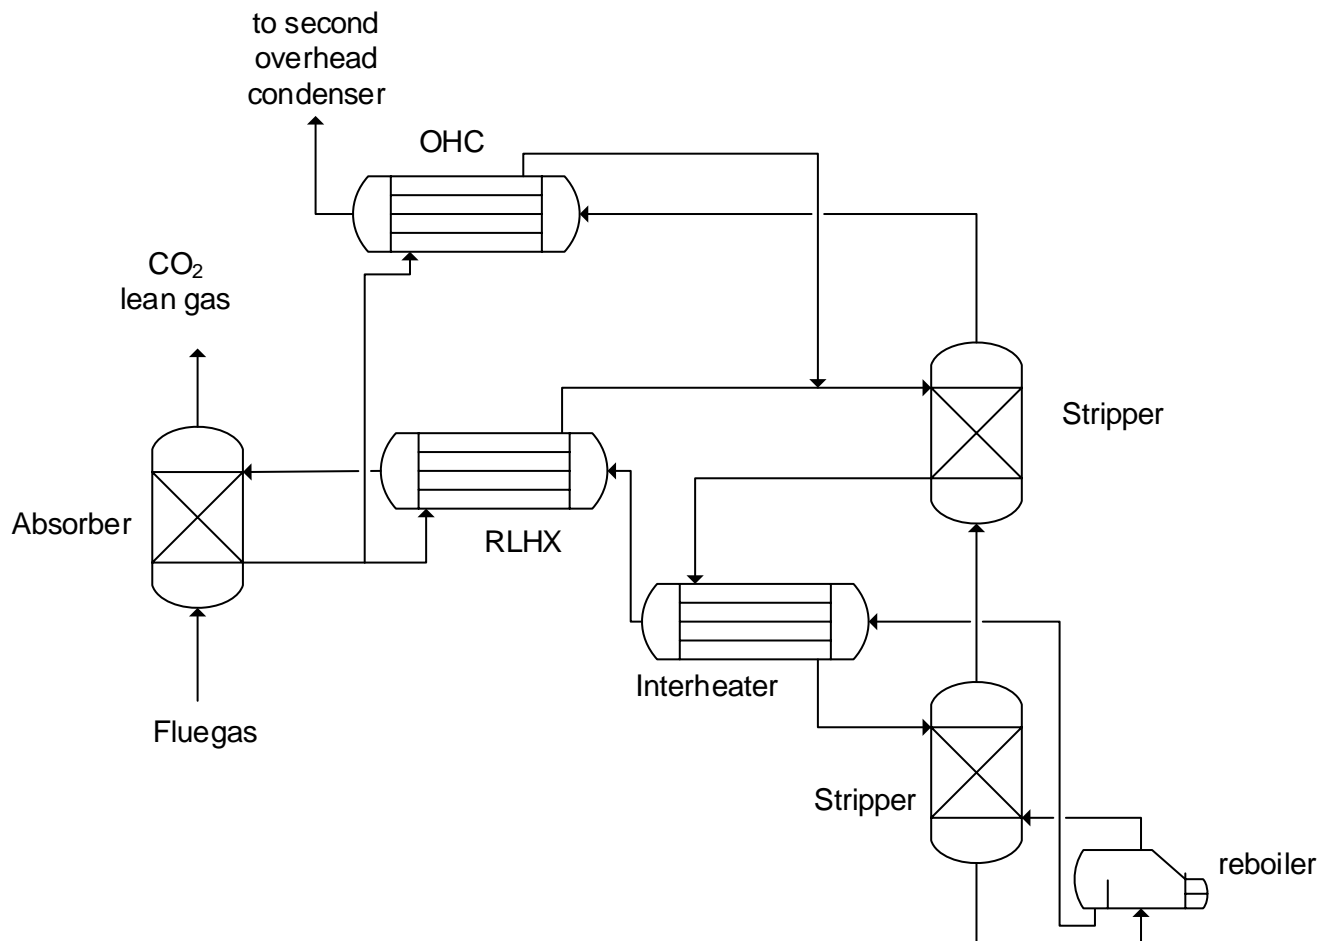 to second
overhead
condenser
OHC
CO₂
lean gas
Stripper
Absorber
RLHX
Interheater
Fluegas
Stripper
reboiler